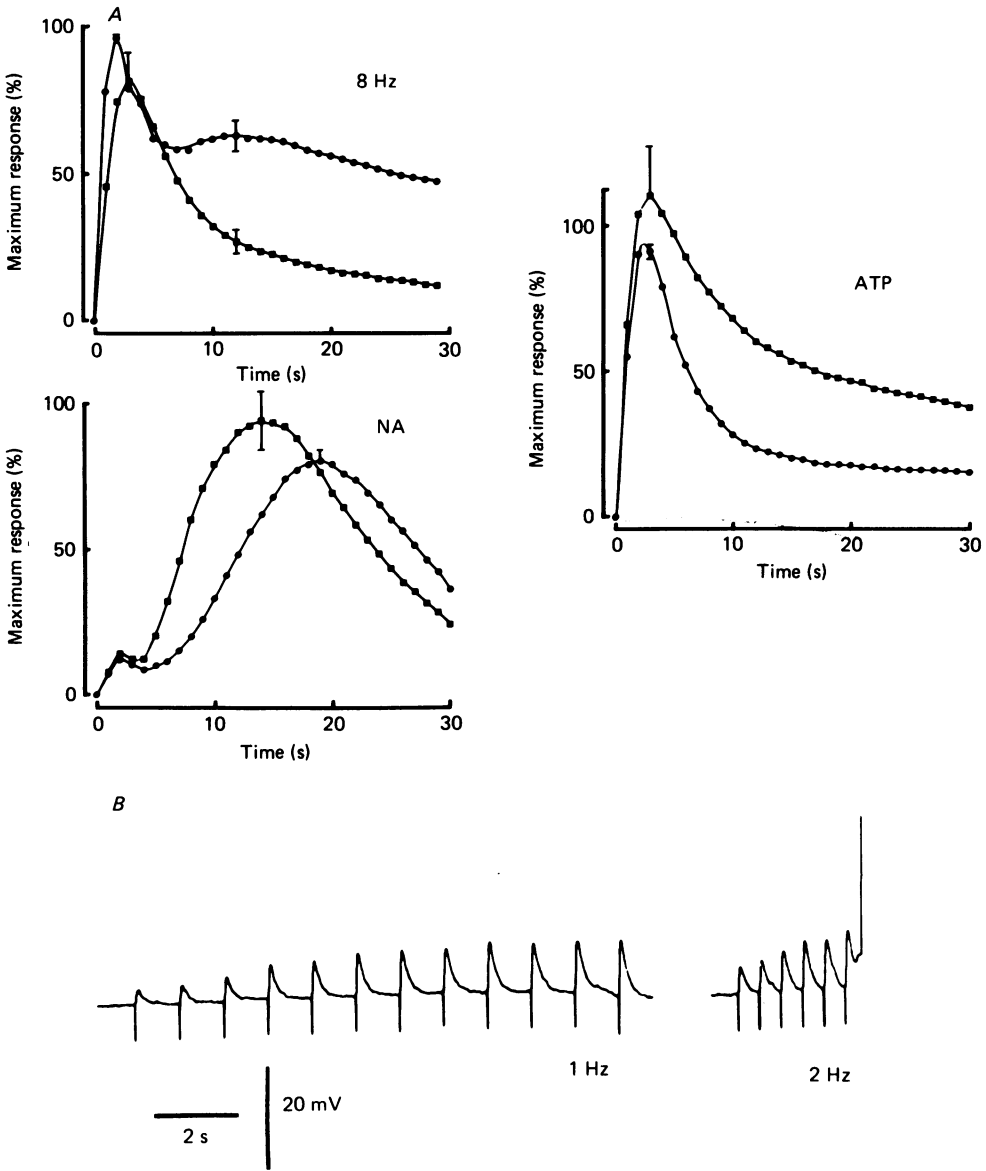 A
100
50
0
Maximum response (%)
8 Hz
0 10 20 30
Time (s)
100
50
0
Maximum response (%)
NA
0 10 20 30
Time (s)
100
50
0
Maximum response (%)
ATP
0 10 20 30
Time (s)
B
1 Hz
2 Hz
20 mV
2 s